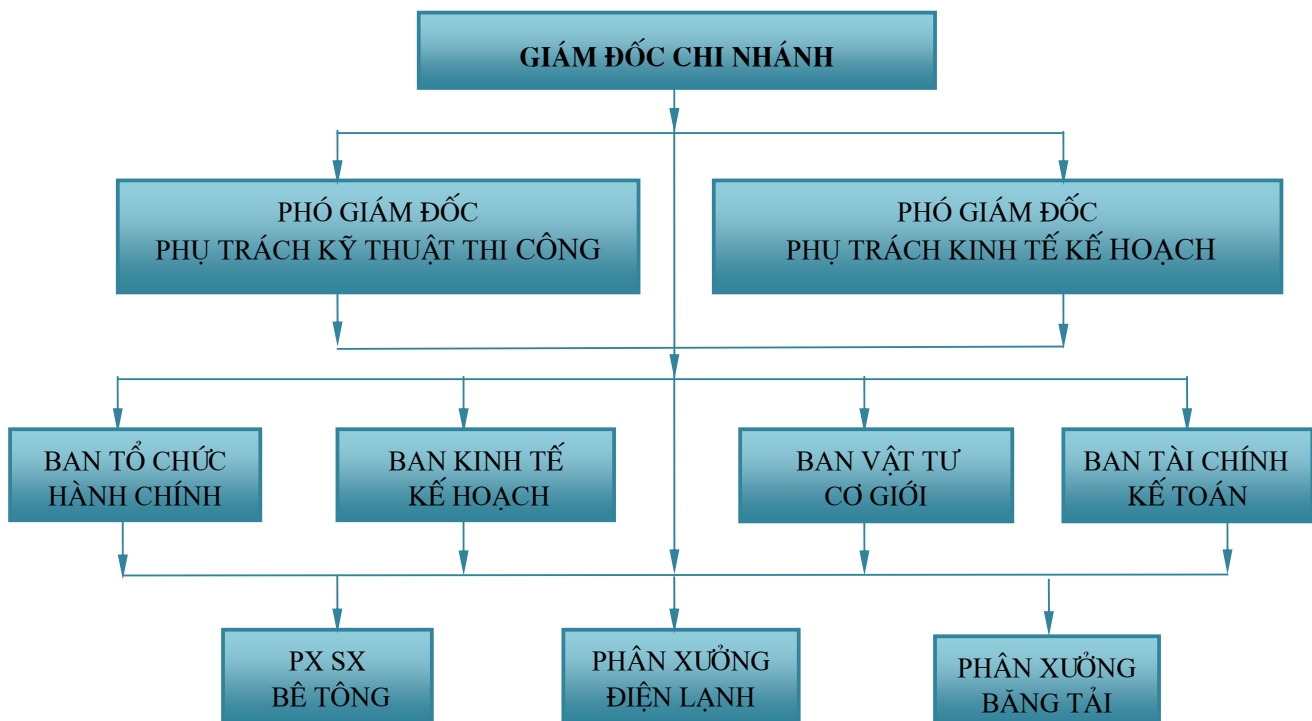 GIÁM ĐỐC CHI NHÁNH
PHÓ GIÁM ĐỐC
PHỤ TRÁCH KỸ THUẬT THI CÔNG
PHÓ GIÁM ĐỐC
PHỤ TRÁCH KINH TẾ KẾ HOẠCH
BAN TỔ CHỨC
HÀNH CHÍNH
BAN KINH TẾ
KẾ HOẠCH
BAN VẬT TƯ
CƠ GIỚI
BAN TÀI CHÍNH
KẾ TOÁN
PX SX
BÊ TÔNG
PHÂN XƯỞNG
ĐIỆN LẠNH
PHÂN XƯỞNG
BĂNG TẢI